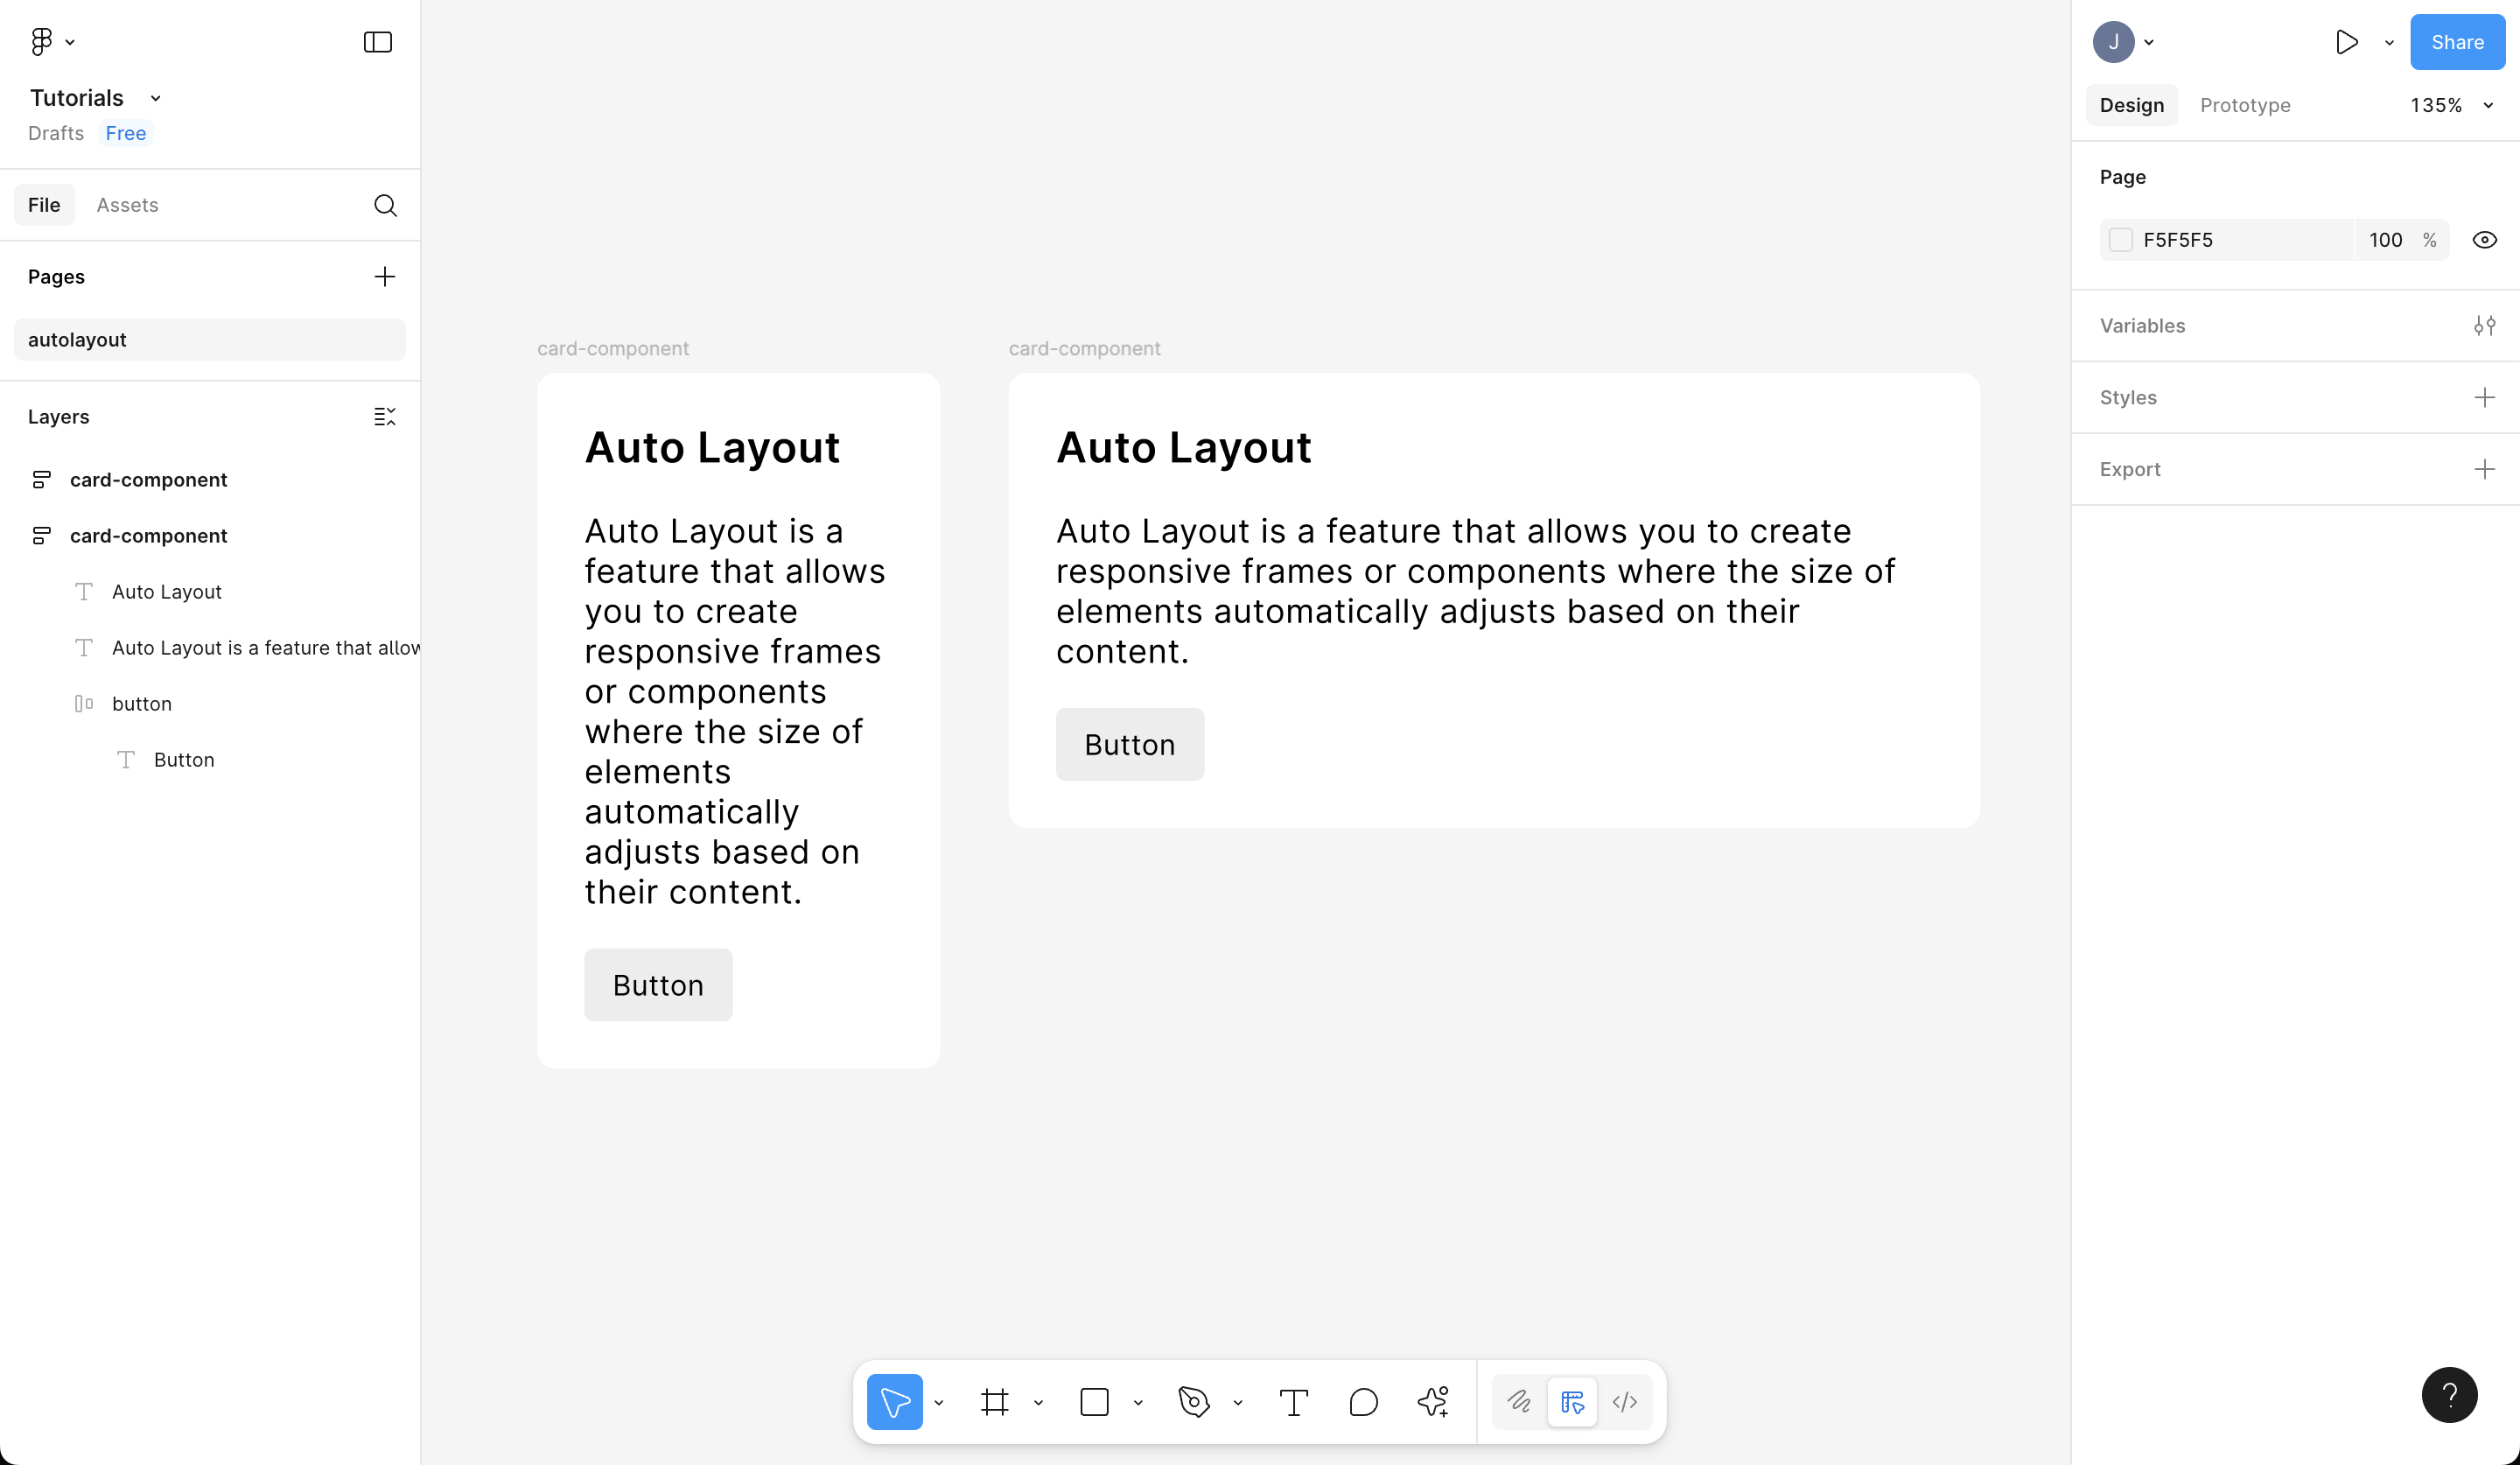 Tutorials
Drafts Free
File Assets
Pages
autolayout
Layers
card-component
card-component
Auto Layout
Auto Layout is a feature that allow
button
Button
card-component
Auto Layout
Auto Layout is a
feature that allows
you to create
responsive frames
or components
where the size of
elements
automatically
adjusts based on
their content.
Button
card-component
Auto Layout
Auto Layout is a feature that allows you to create
responsive frames or components where the size of
elements automatically adjusts based on their
content.
Button
J
Share
Design Prototype 135%
Page
F5F5F5 100 %
Variables
Styles
Export
?